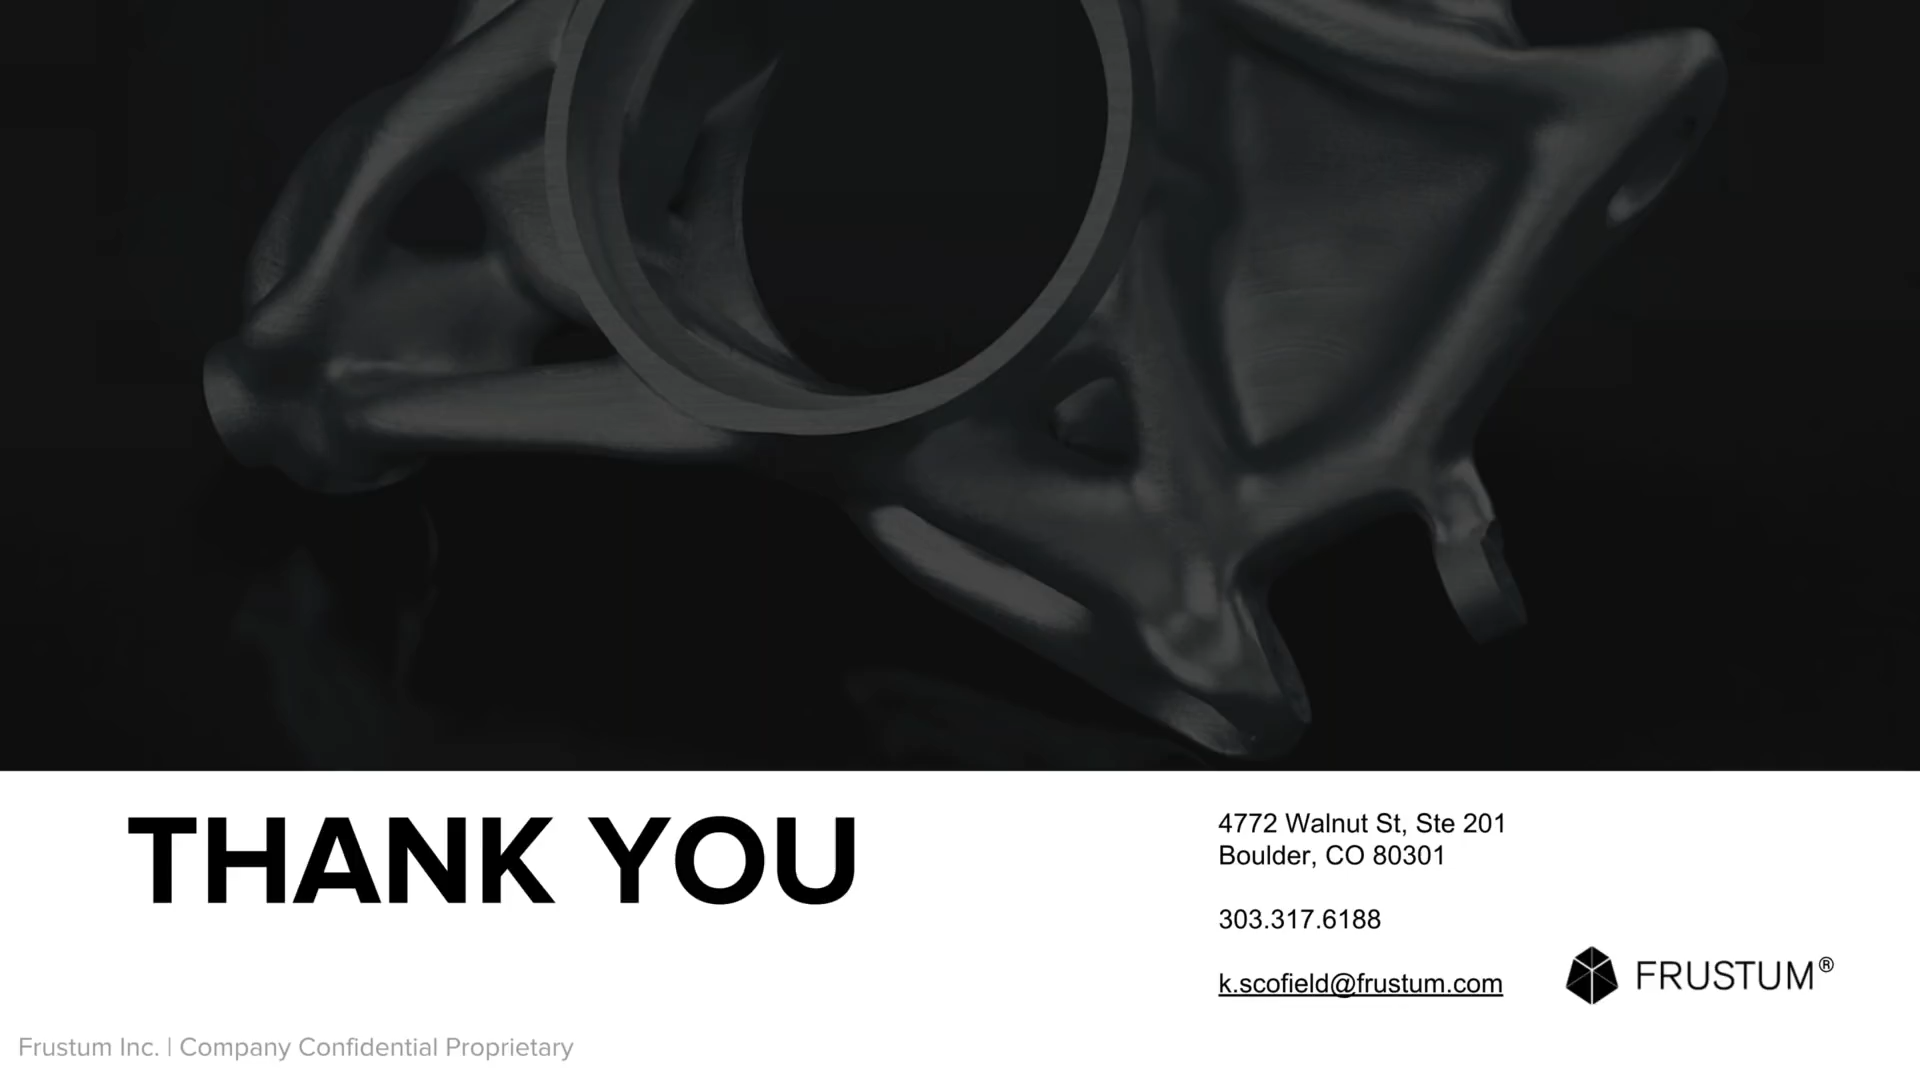 THANK YOU
4772 Walnut St, Ste 201
Boulder, CO 80301
303.317.6188
k.scofield@frustum.com
FRUSTUM®
Frustum Inc. | Company Confidential Proprietary